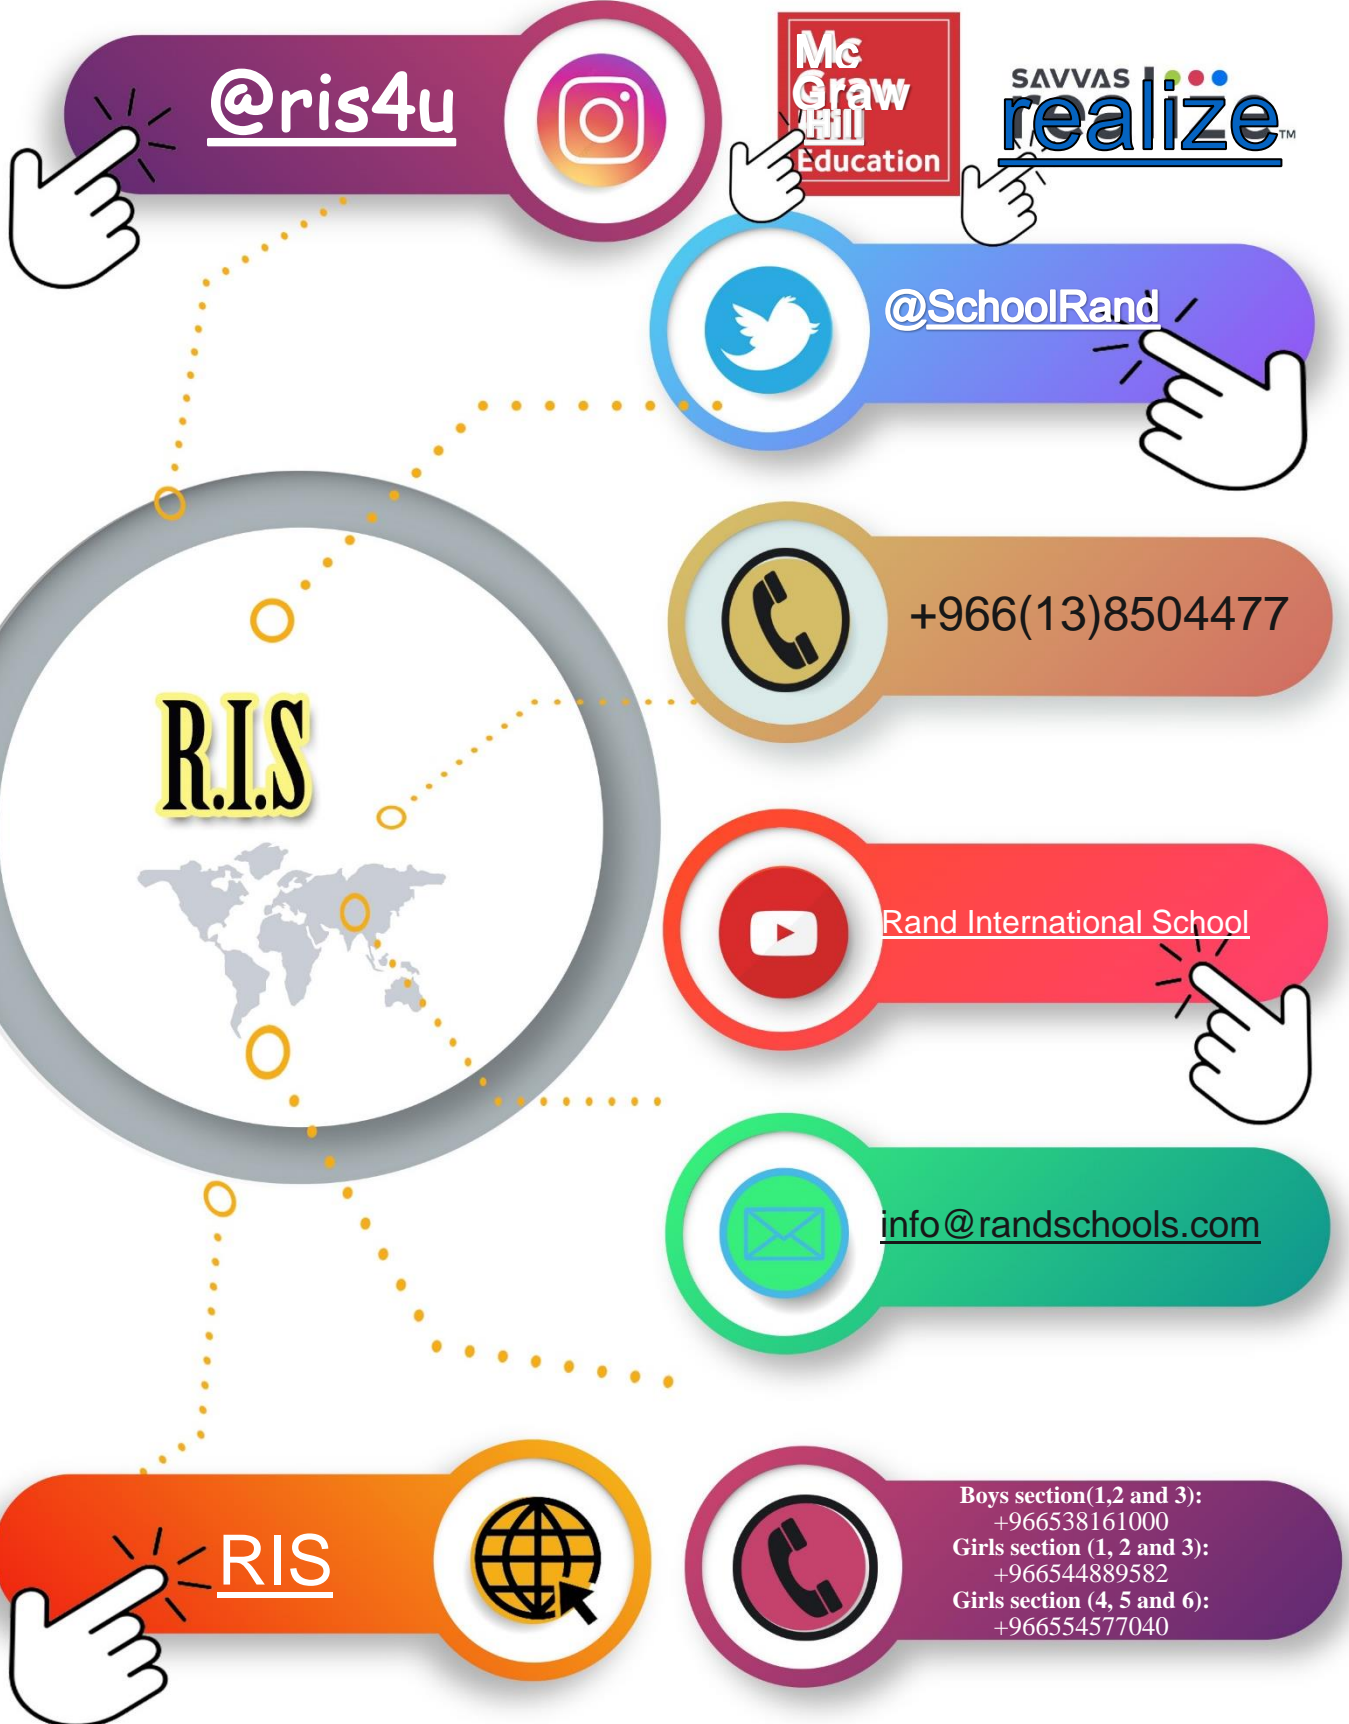 @ris4u
Mc
Graw
Hill
Education
SAVVAS
realize™
@SchoolRand
+966(13)8504477
R.I.S
Rand International School
info@randschools.com
RIS
Boys section(1,2 and 3):
+966538161000
Girls section (1, 2 and 3):
+966544889582
Girls section (4, 5 and 6):
+966554577040